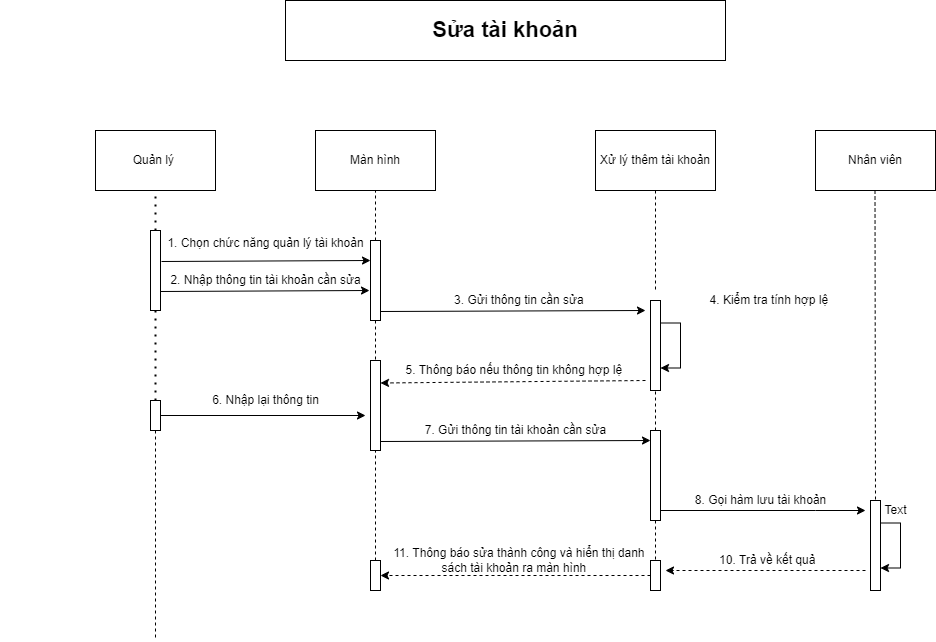 Sửa tài khoản
Quản lý
Màn hình
Xử lý thêm tài khoản
Nhân viên
1. Chọn chức năng quản lý tài khoản
2. Nhập thông tin tài khoản cần sửa
3. Gửi thông tin cần sửa
4. Kiểm tra tính hợp lệ
5. Thông báo nếu thông tin không hợp lệ
6. Nhập lại thông tin
7. Gửi thông tin tài khoản cần sửa
8. Gọi hàm lưu tài khoản
Text
10. Trả về kết quả
11. Thông báo sửa thành công và hiển thị danh
sách tài khoản ra màn hình